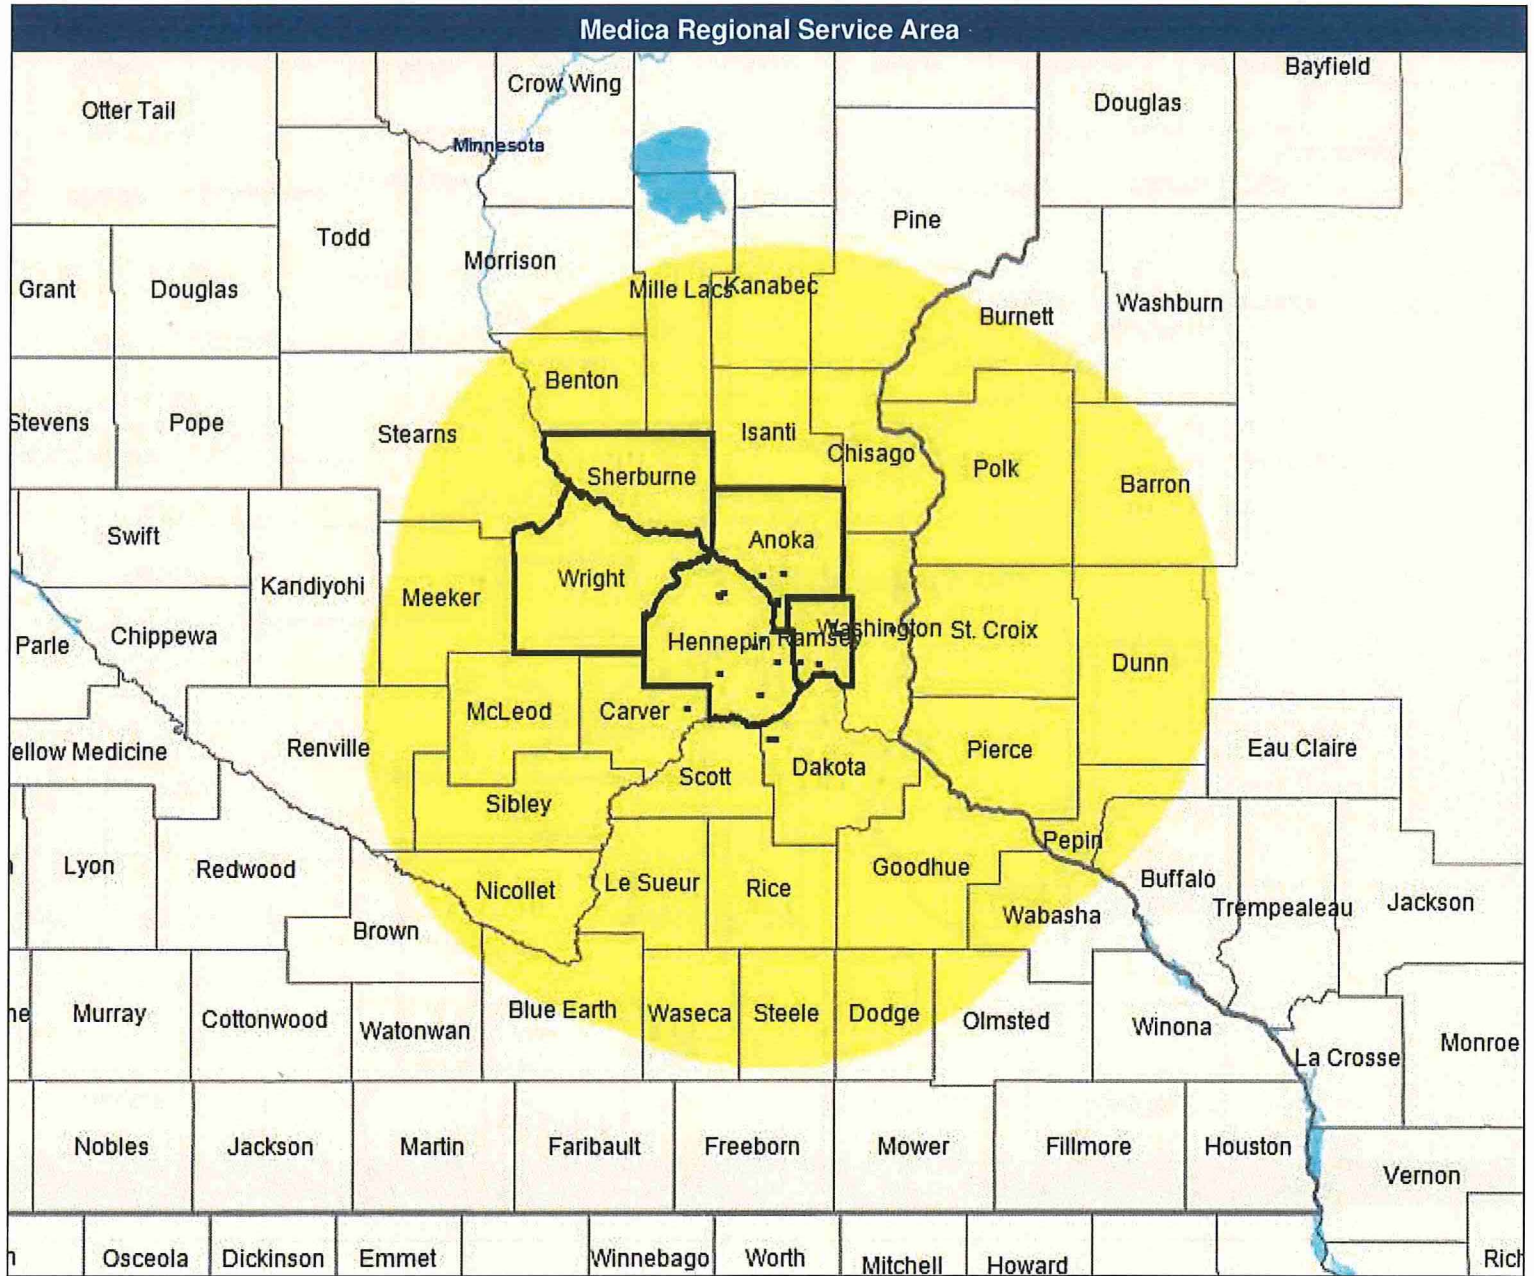 Medica Regional Service Area
Bayfield
Crow Wing
Otter Tail
Douglas
Minnesota
Pine
Todd
Morrison
Grant
Douglas
Mille Lacs
Kanabec
Washburn
Burnett
Benton
Stevens
Pope
Stearns
Isanti
Chisago
Polk
Barron
Sherburne
Swift
Anoka
Kandiyohi
Wright
Meeker
Parle
Chippewa
Hennepin
Ramsey
Washington
St. Croix
Dunn
McLeod
Carver
ellow Medicine
Renville
Pierce
Eau Claire
Scott
Dakota
Sibley
Pepin
Lyon
Redwood
Nicollet
Le Sueur
Rice
Goodhue
Buffalo
Trempealeau
Jackson
Wabasha
Brown
ne
Murray
Cottonwood
Watonwan
Blue Earth
Waseca
Steele
Dodge
Olmsted
Winona
La Crosse
Monroe
Nobles
Jackson
Martin
Faribault
Freeborn
Mower
Fillmore
Houston
Vernon
n
Osceola
Dickinson
Emmet
Winnebago
Worth
Mitchell
Howard
Rich